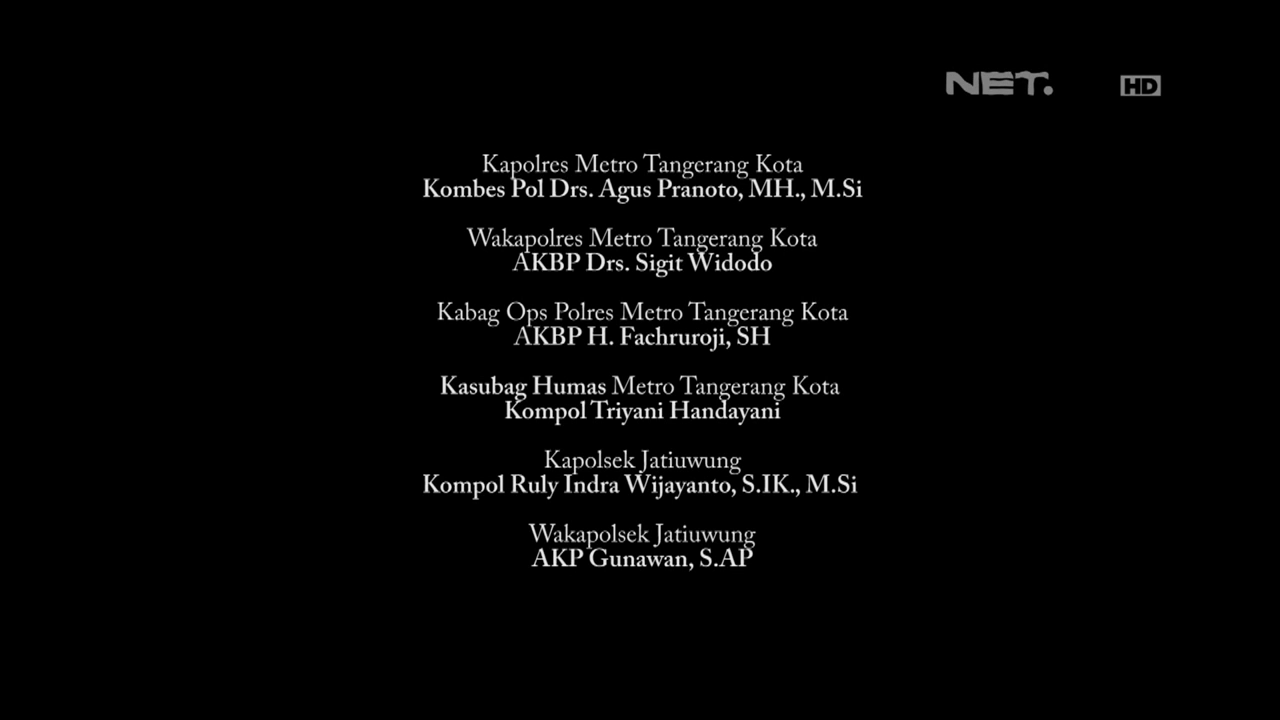 NET.
HD
Kapolres Metro Tangerang Kota
Kombes Pol Drs. Agus Pranoto, MH., M.Si
Wakapolres Metro Tangerang Kota
AKBP Drs. Sigit Widodo
Kabag Ops Polres Metro Tangerang Kota
AKBP H. Fachruroji, SH
Kasubag Humas Metro Tangerang Kota
Kompol Triyani Handayani
Kapolsek Jatiuwung
Kompol Ruly Indra Wijayanto, S.IK., M.Si
Wakapolsek Jatiuwung
AKP Gunawan, S.AP